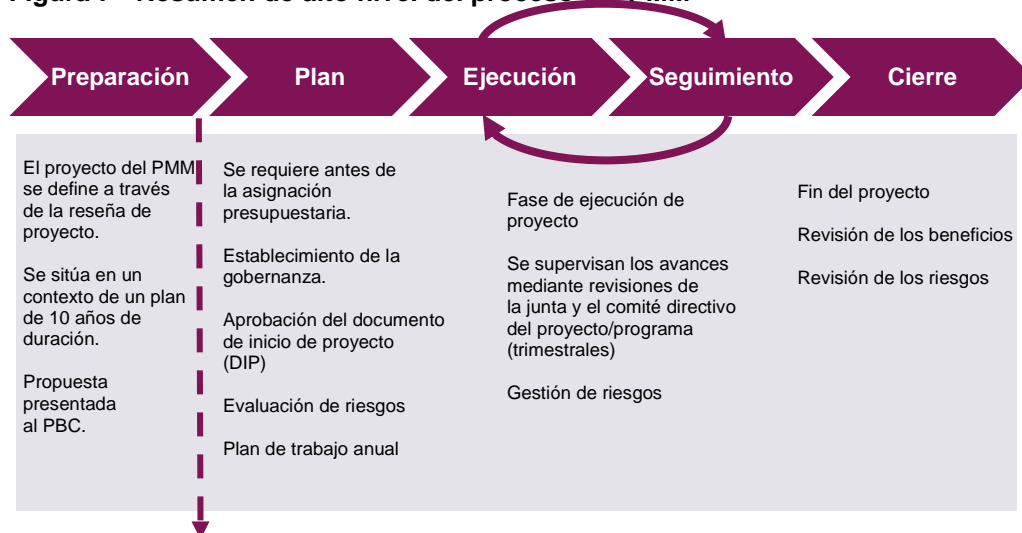 Preparación
Plan
Ejecución
Seguimiento
Cierre
El proyecto del PMM
se define a través
de la reseña de
proyecto.
Se sitúa en un
contexto de un plan
de 10 años de
duración.
Propuesta
presentada
al PBC.
Se requiere antes de
la asignación
presupuestaria.
Establecimiento de la
gobernanza.
Aprobación del documento
de inicio de proyecto
(DIP)
Evaluación de riesgos
Plan de trabajo anual
Fase de ejecución de
proyecto
Se supervisan los avances
mediante revisiones de
la junta y el comité directivo
del proyecto/programa
(trimestrales)
Gestión de riesgos
Fin del proyecto
Revisión de los beneficios
Revisión de los riesgos